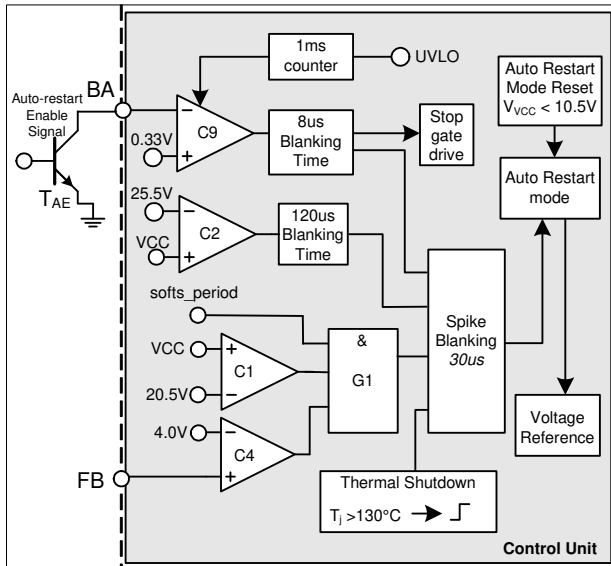 1ms
counter
UVLO
Auto Restart
Mode Reset
VVCC < 10.5V
BA
Auto-restart
Enable
Signal
TAE
C9
0.33V
8us
Blanking
Time
Stop
gate
drive
Auto Restart
mode
25.5V
VCC
C2
120us
Blanking
Time
softs_period
&
G1
Spike
Blanking
30us
VCC
C1
20.5V
4.0V
C4
FB
Voltage
Reference
Thermal Shutdown
Tj >130°C
Control Unit